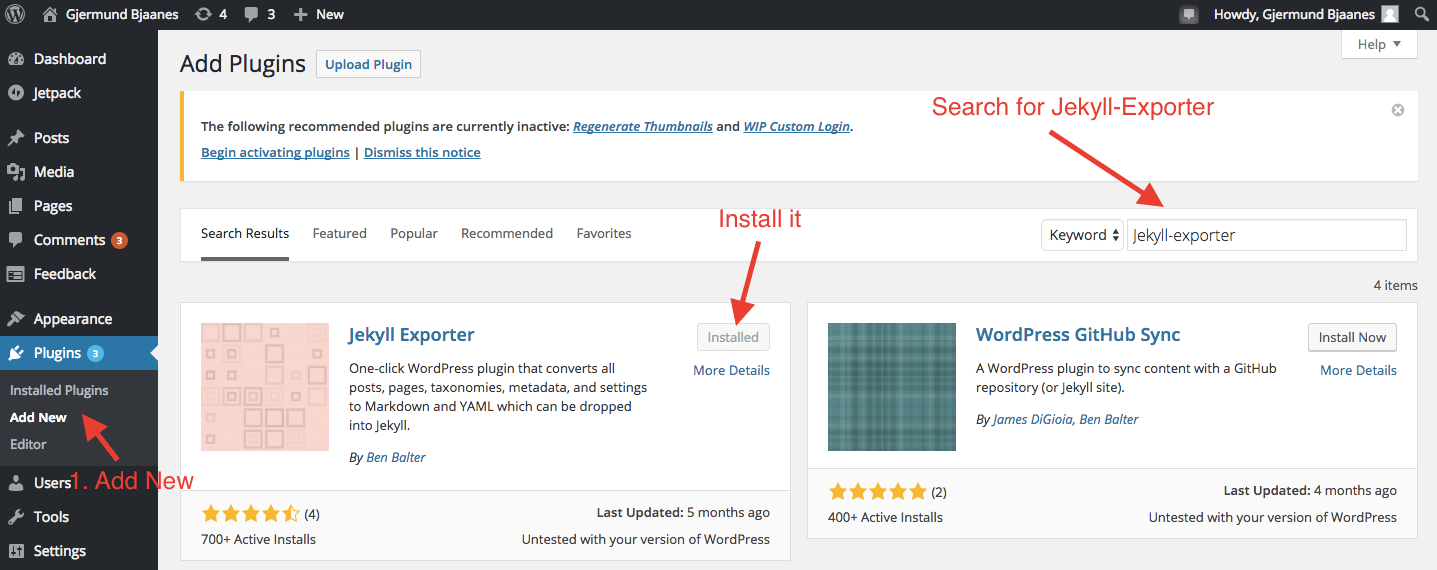 Gjermund Bjaanes 4 3 New Howdy, Gjermund Bjaanes
Dashboard
Jetpack
Posts
Media
Pages
Comments 3
Feedback
Appearance
Plugins 3
Installed Plugins
Add New
Editor
Users
Tools
Settings
1. Add New
Help
Add Plugins Upload Plugin
Search for Jekyll-Exporter
The following recommended plugins are currently inactive: Regenerate Thumbnails and WIP Custom Login.
Begin activating plugins | Dismiss this notice
Install it
Search Results Featured Popular Recommended Favorites Keyword Jekyll-exporter
4 items
Jekyll Exporter
Installed
More Details
One-click WordPress plugin that converts all
posts, pages, taxonomies, metadata, and settings
to Markdown and YAML which can be dropped
into Jekyll.
By Ben Balter
(4)
700+ Active Installs
Last Updated: 5 months ago
Untested with your version of WordPress
WordPress GitHub Sync
Install Now
More Details
A WordPress plugin to sync content with a GitHub
repository (or Jekyll site).
By James DiGioia, Ben Balter
(2)
400+ Active Installs
Last Updated: 4 months ago
Untested with your version of WordPress